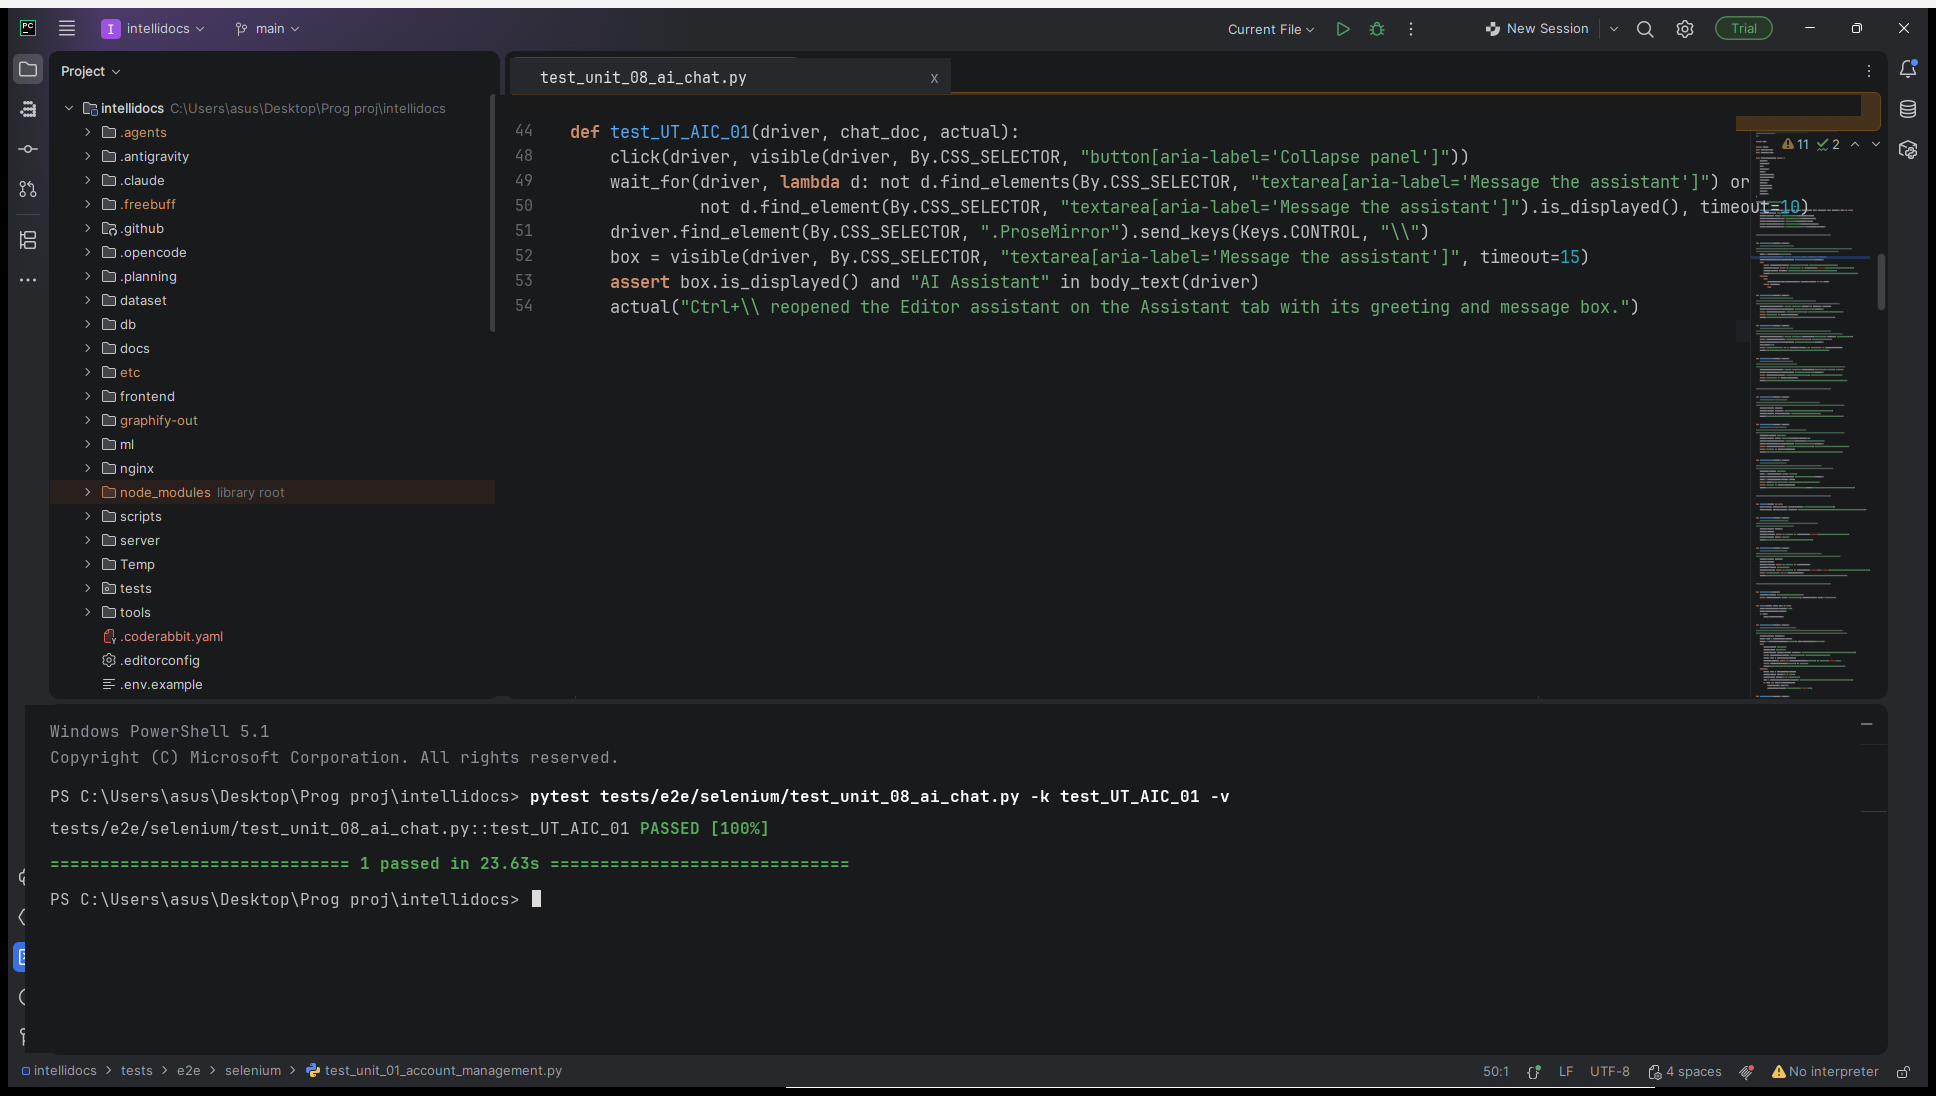 PC
I intellidocs
main
Current File
New Session
Trial
Project
test_unit_08_ai_chat.py x
intellidocs C:\Users\asus\Desktop\Prog proj\intellidocs
.agents
.antigravity
.claude
.freebuff
.github
.opencode
.planning
dataset
db
docs
etc
frontend
graphify-out
ml
nginx
node_modules library root
scripts
server
Temp
tests
tools
.coderabbit.yaml
.editorconfig
.env.example
11 2
44 def test_UT_AIC_01(driver, chat_doc, actual):
48 click(driver, visible(driver, By.CSS_SELECTOR, "button[aria-label='Collapse panel']"))
49 wait_for(driver, lambda d: not d.find_elements(By.CSS_SELECTOR, "textarea[aria-label='Message the assistant']") or
50 not d.find_element(By.CSS_SELECTOR, "textarea[aria-label='Message the assistant']").is_displayed(), timeout=10)
51 driver.find_element(By.CSS_SELECTOR, ".ProseMirror").send_keys(Keys.CONTROL, "\\")
52 box = visible(driver, By.CSS_SELECTOR, "textarea[aria-label='Message the assistant']", timeout=15)
53 assert box.is_displayed() and "AI Assistant" in body_text(driver)
54 actual("Ctrl+\\ reopened the Editor assistant on the Assistant tab with its greeting and message box.")
Windows PowerShell 5.1
Copyright (C) Microsoft Corporation. All rights reserved.
PS C:\Users\asus\Desktop\Prog proj\intellidocs> pytest tests/e2e/selenium/test_unit_08_ai_chat.py -k test_UT_AIC_01 -v
tests/e2e/selenium/test_unit_08_ai_chat.py::test_UT_AIC_01 PASSED [100%]
============================== 1 passed in 23.63s ==============================
PS C:\Users\asus\Desktop\Prog proj\intellidocs>
intellidocs > tests > e2e > selenium > test_unit_01_account_management.py
50:1 LF UTF-8 4 spaces No interpreter